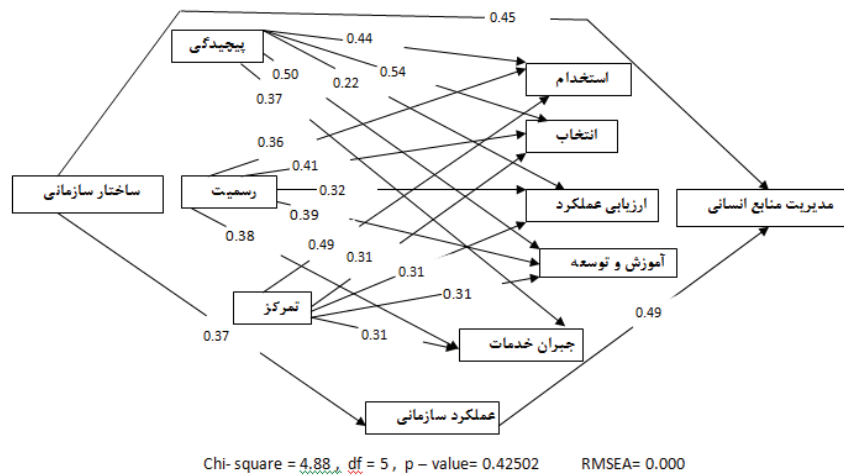 0.45
پیچیدگی
0.44
0.50
0.54
0.22
0.37
استخدام
انتخاب
0.36
0.41
ساختار سازمانی
رسمیت
0.32
0.39
0.38
ارزیابی عملکرد
مدیریت منابع انسانی
0.49
0.31
آموزش و توسعه
تمرکز
0.31
0.31
0.31
0.37
0.49
جبران خدمات
عملکرد سازمانی
Chi- square = 4.88 , df = 5 , p – value= 0.42502 RMSEA= 0.000